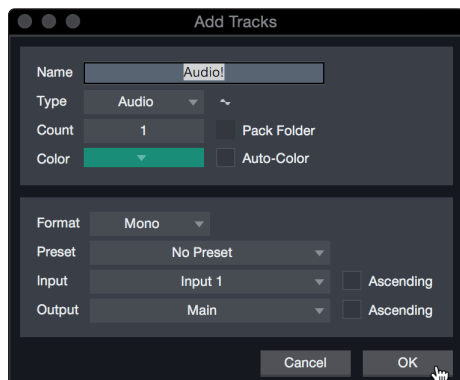 Add Tracks
Name Audio!
Type Audio
Count 1 Pack Folder
Color Auto-Color
Format Mono
Preset No Preset
Input Input 1 Ascending
Output Main Ascending
Cancel OK